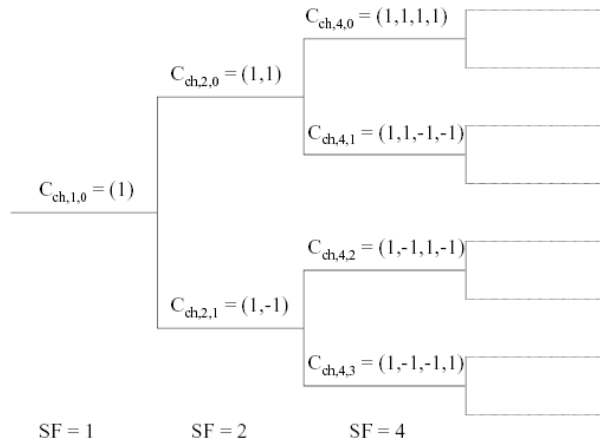 C_ch,4,0 = (1,1,1,1)
C_ch,2,0 = (1,1)
C_ch,4,1 = (1,1,-1,-1)
C_ch,1,0 = (1)
C_ch,4,2 = (1,-1,1,-1)
C_ch,2,1 = (1,-1)
C_ch,4,3 = (1,-1,-1,1)
SF = 1 SF = 2 SF = 4